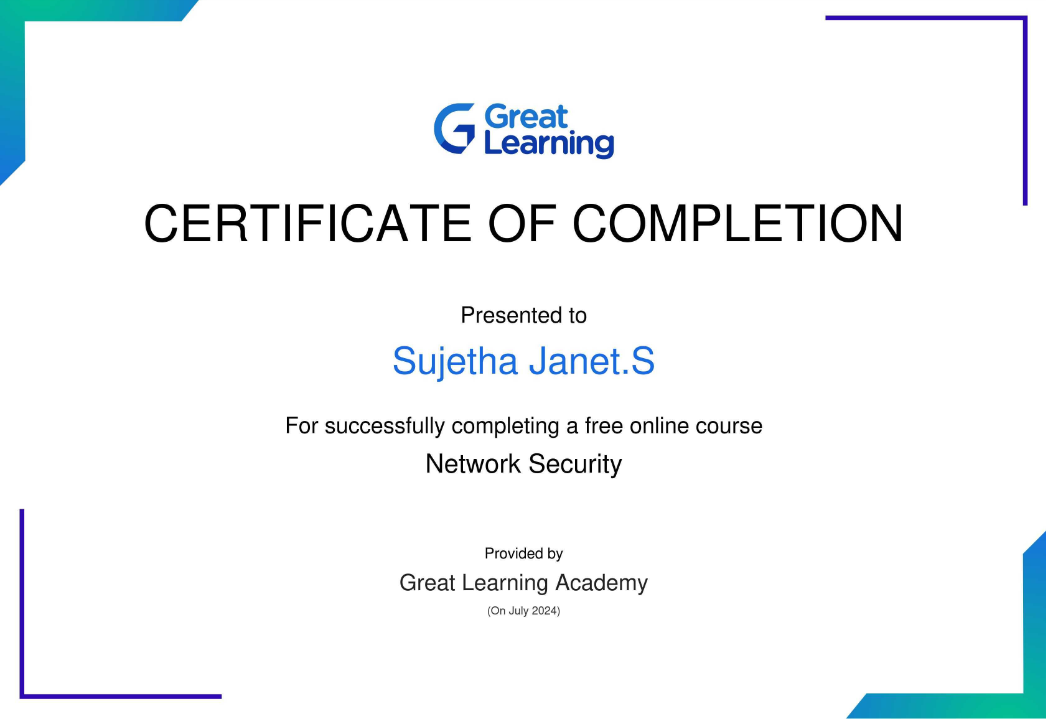 Great
Learning
CERTIFICATE OF COMPLETION
Presented to
Sujetha Janet.S
For successfully completing a free online course
Network Security
Provided by
Great Learning Academy
(On July 2024)